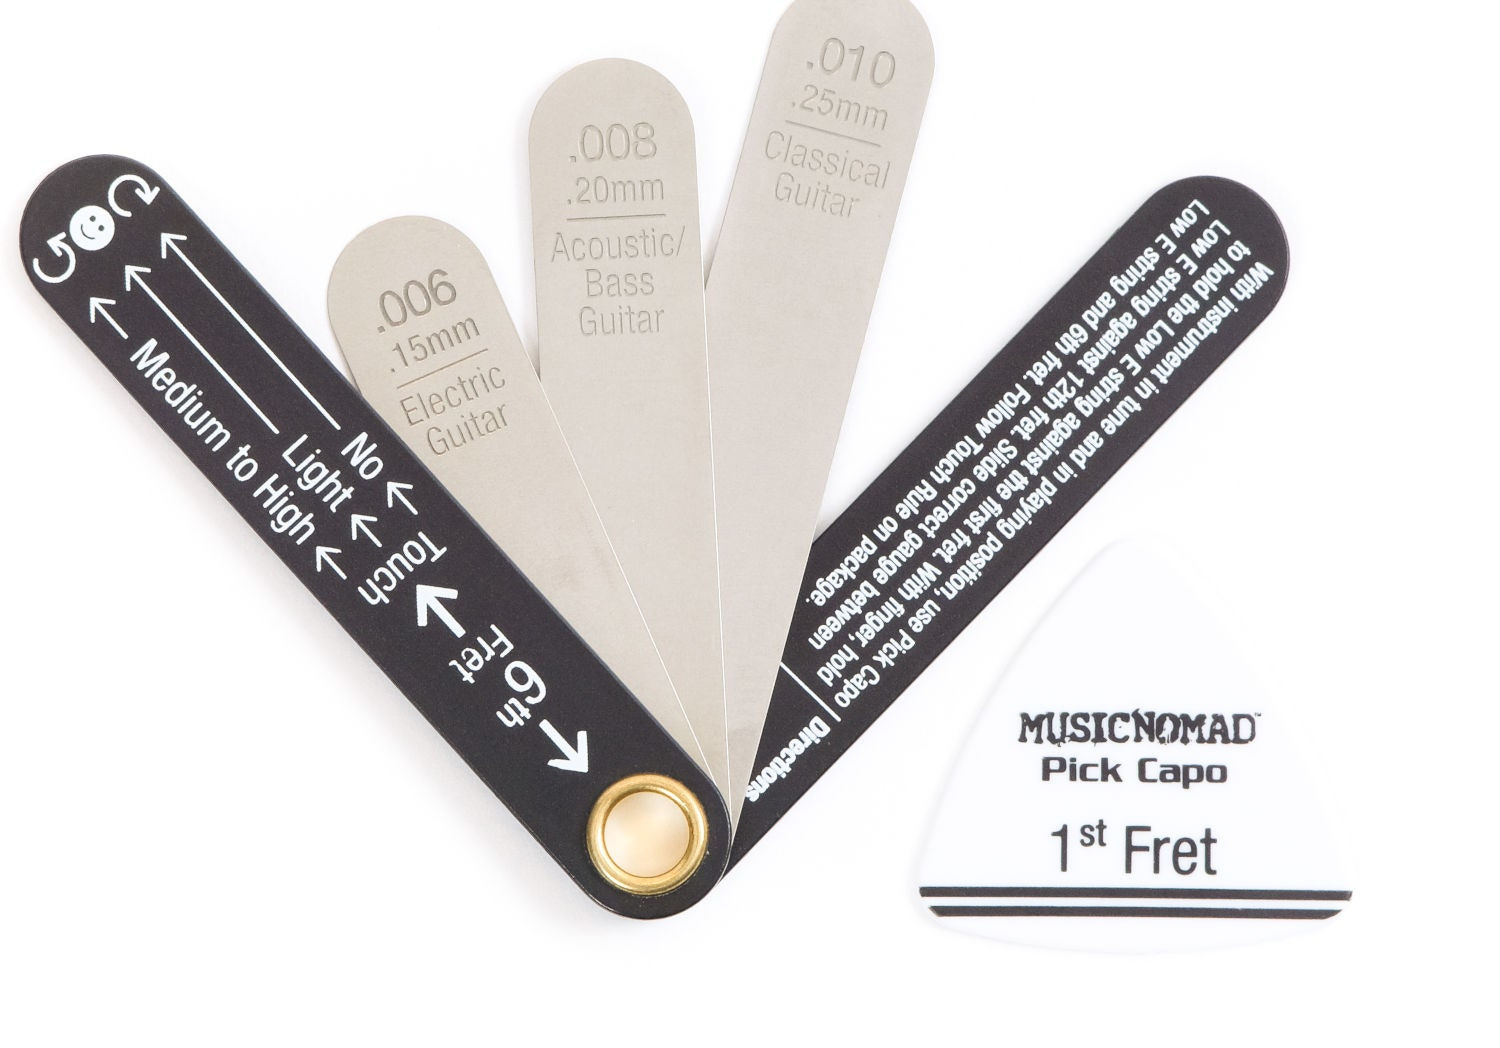 No ← Touch
Light ←
Medium to High ←
6th
Fret
.006
.15mm
Electric
Guitar
.008
.20mm
Acoustic/
Bass
Guitar
.010
.25mm
Classical
Guitar
Directions
With instrument in tune and in playing position, use Pick Capo
to hold the Low E string against the first fret. With finger, hold
Low E string against 12th fret. Slide correct gauge between
Low E string and 6th fret. Follow Touch Rule on package.
MUSICNOMAD™
Pick Capo
1st Fret